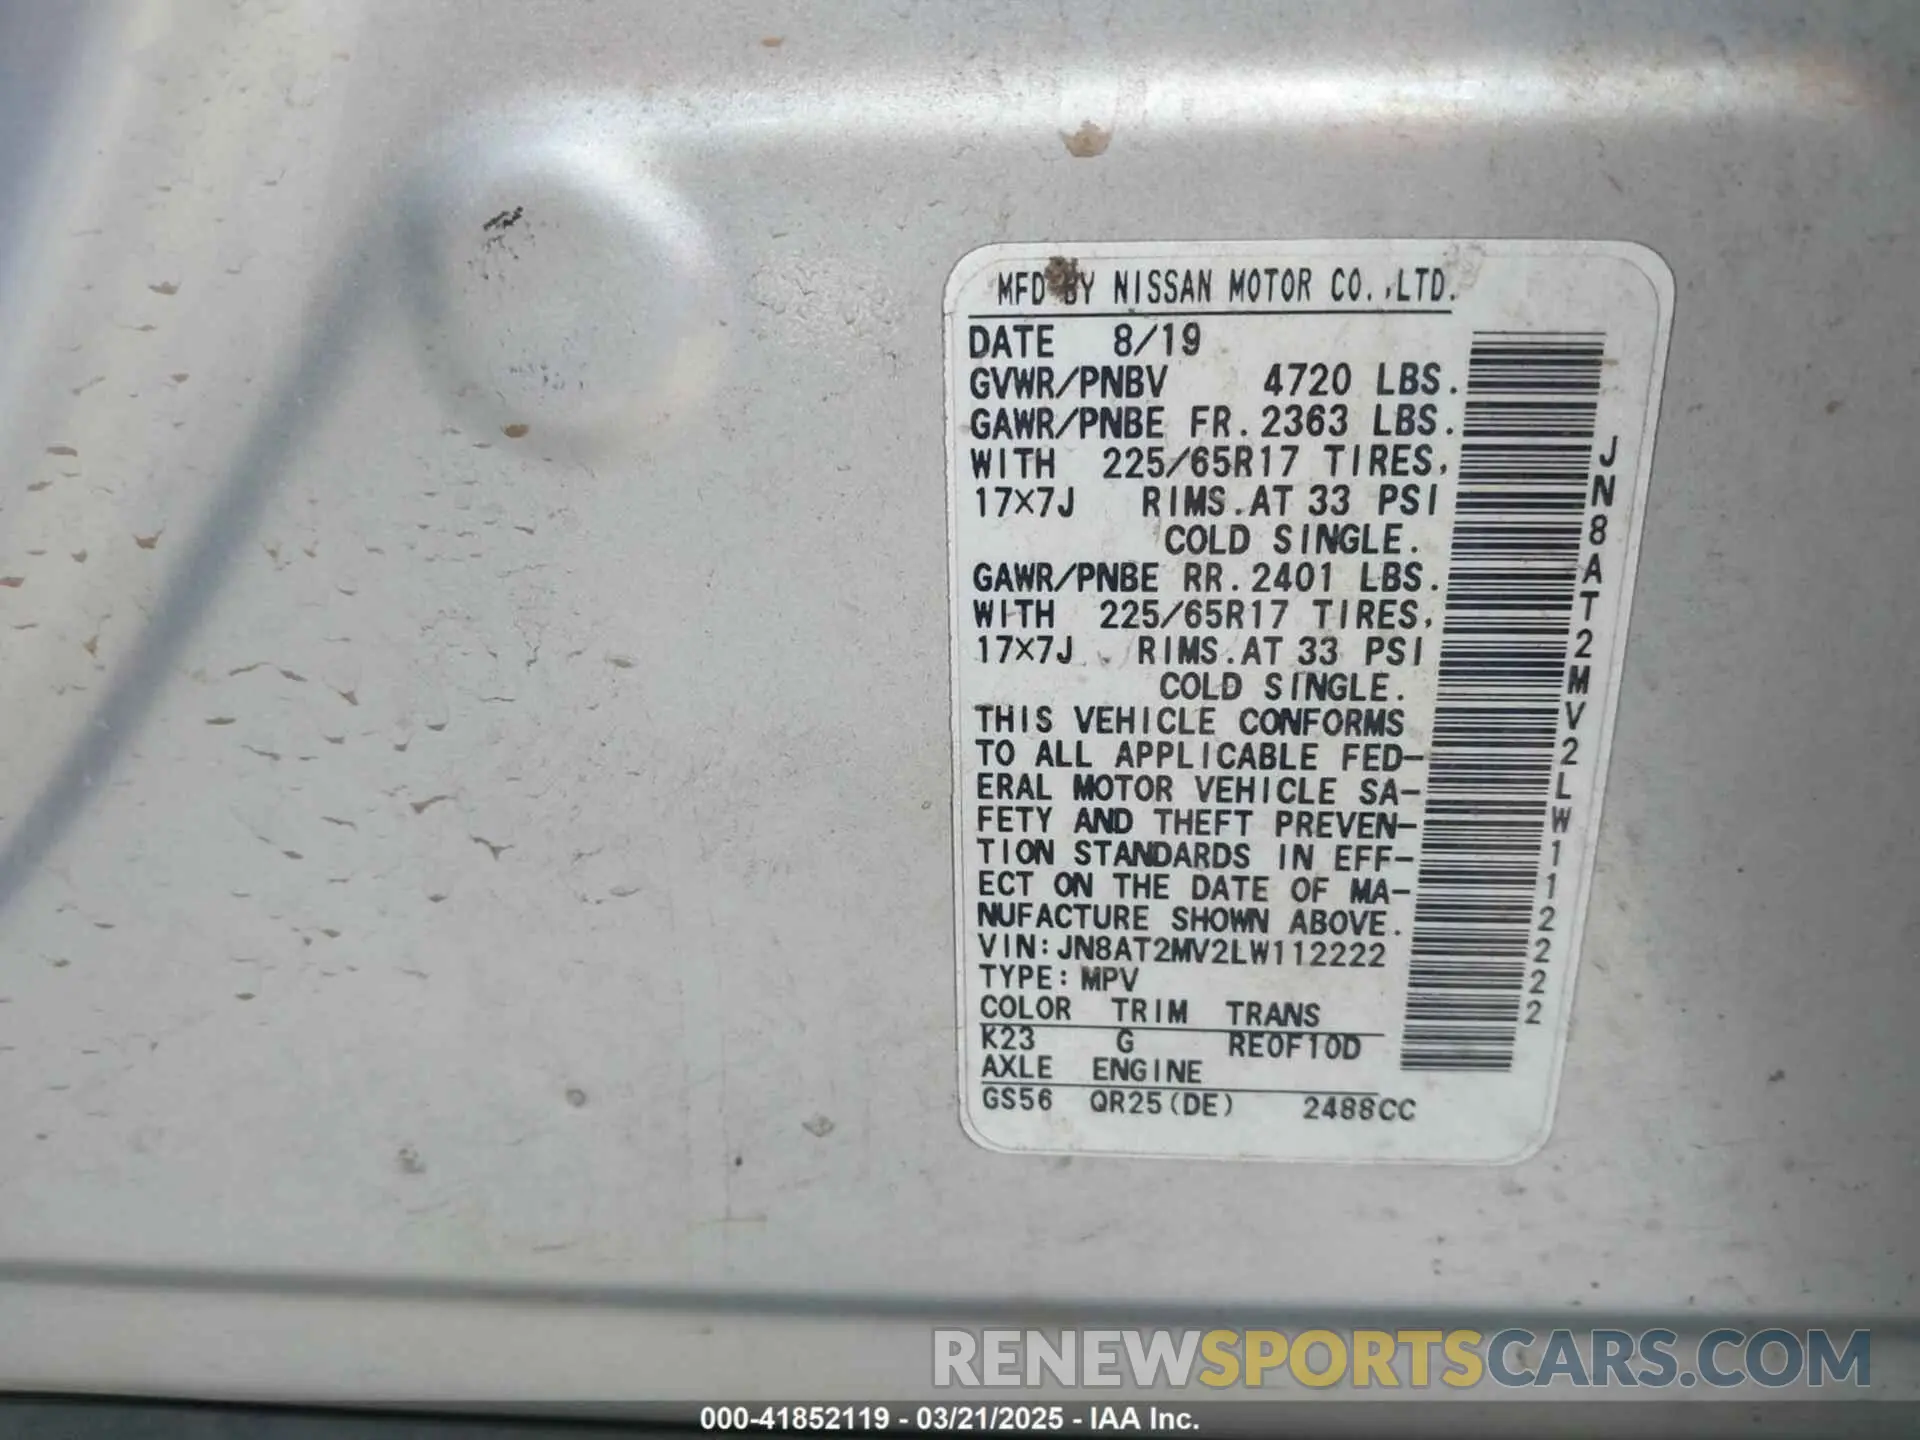 MFD BY NISSAN MOTOR CO.,LTD.
DATE 8/19
GVWR/PNBV 4720 LBS.
GAWR/PNBE FR.2363 LBS.
WITH 225/65R17 TIRES,
17×7J RIMS.AT 33 PSI
COLD SINGLE.
GAWR/PNBE RR.2401 LBS.
WITH 225/65R17 TIRES,
17×7J RIMS.AT 33 PSI
COLD SINGLE.
THIS VEHICLE CONFORMS
TO ALL APPLICABLE FED-
ERAL MOTOR VEHICLE SA-
FETY AND THEFT PREVEN-
TION STANDARDS IN EFF-
ECT ON THE DATE OF MA-
NUFACTURE SHOWN ABOVE.
VIN:JN8AT2MV2LW112222
TYPE:MPV
COLOR TRIM TRANS
K23 G RE0F10D
AXLE ENGINE
GS56 QR25(DE) 2488CC
JN8AT2MV2LW112222
RENEWSPORTSCARS.COM
000-41852119 - 03/21/2025 - IAA Inc.